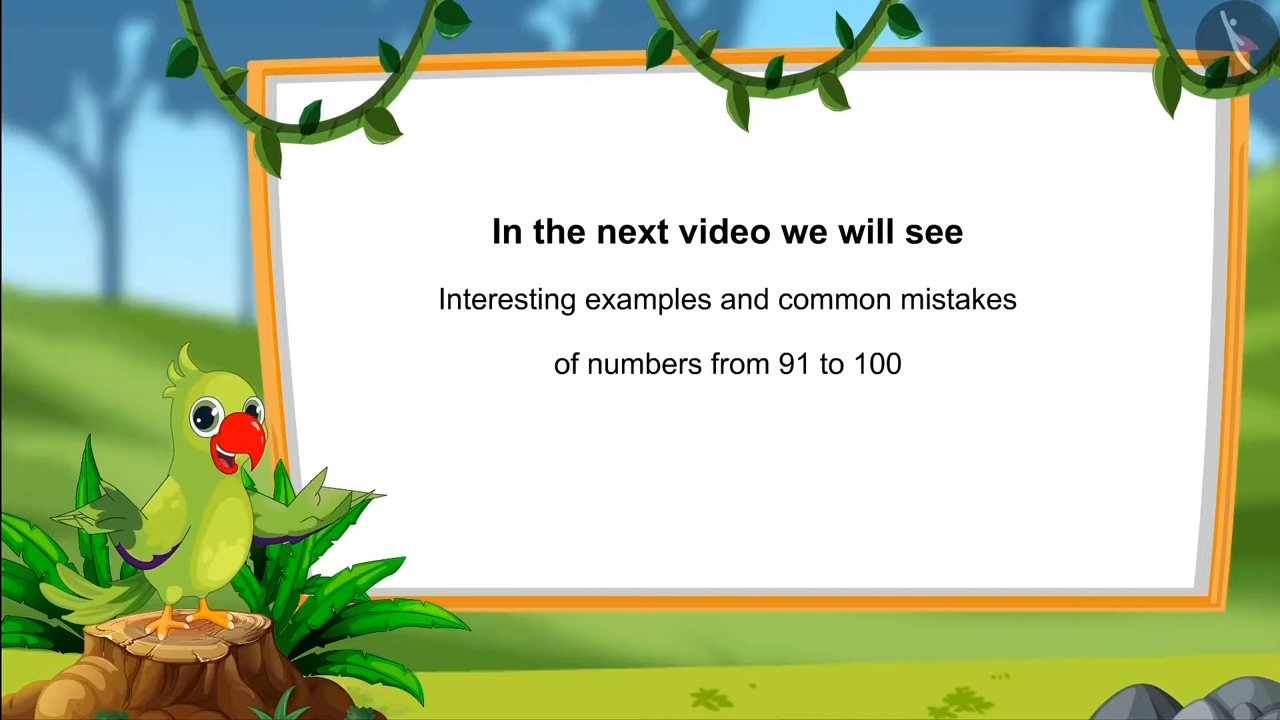 In the next video we will see
Interesting examples and common mistakes
of numbers from 91 to 100